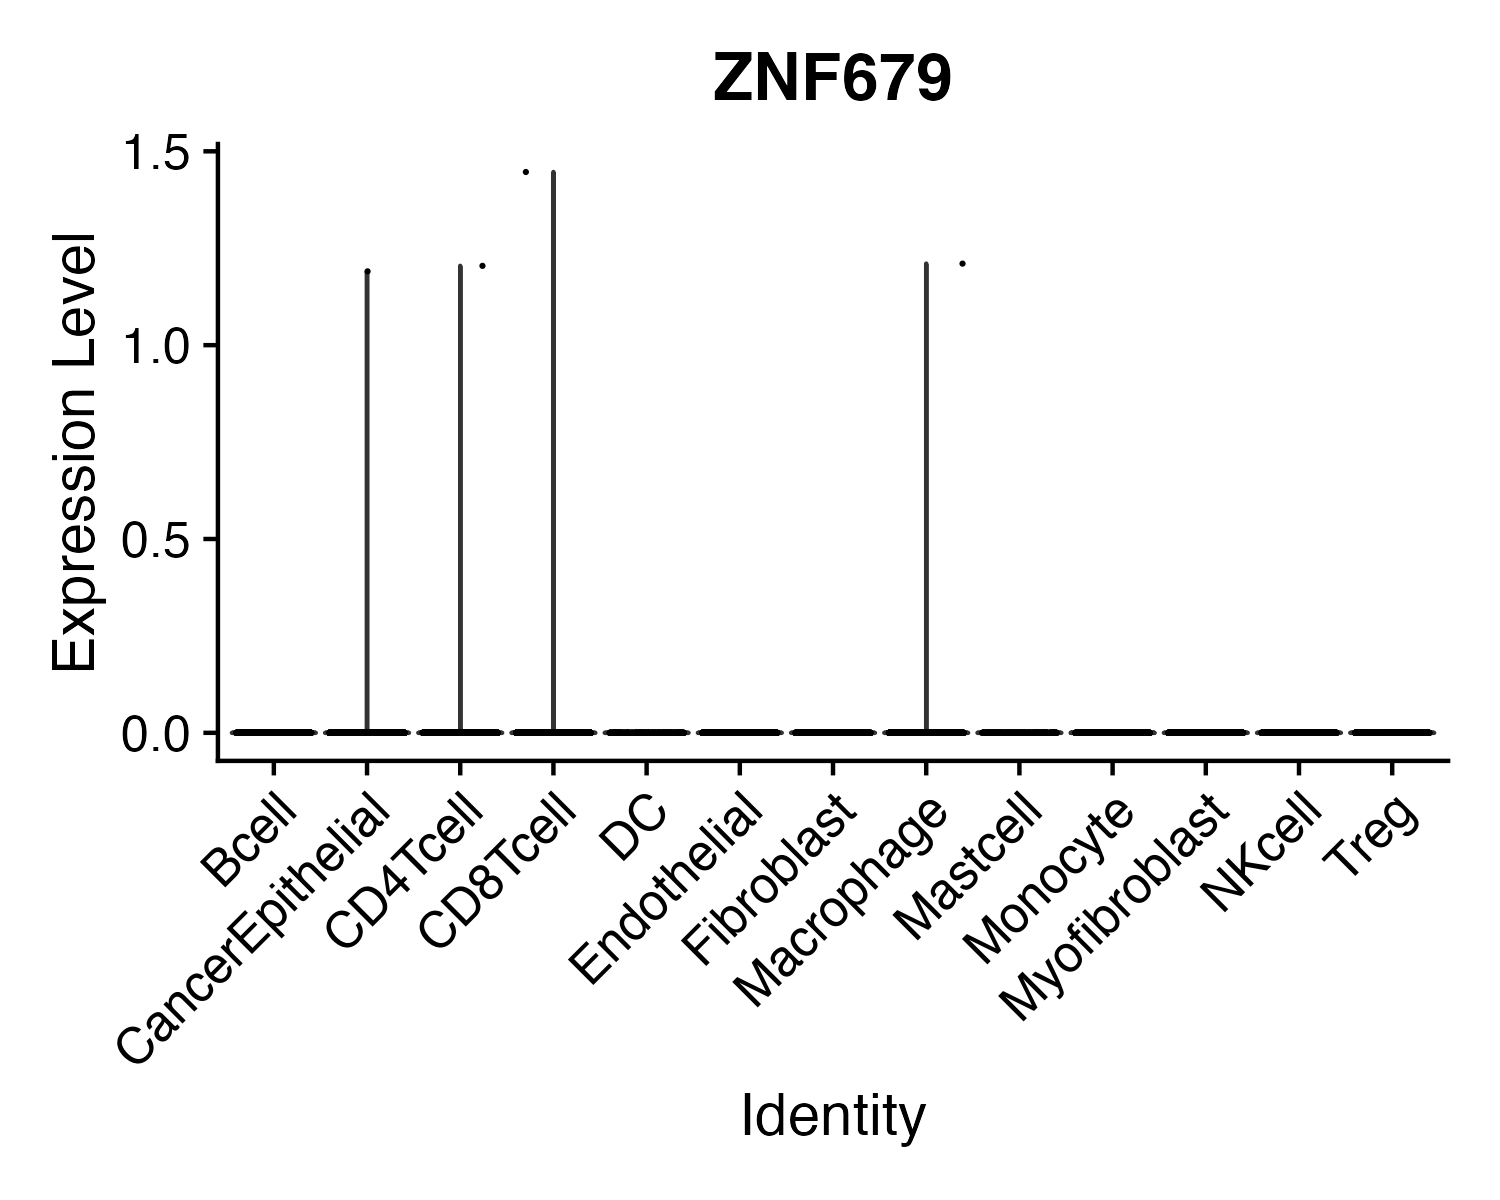 ZNF679
Expression Level
1.5
1.0
0.5
0.0
Bcell
CancerEpithelial
CD4Tcell
CD8Tcell
DC
Endothelial
Fibroblast
Macrophage
Mastcell
Monocyte
Myofibroblast
NKcell
Treg
Identity